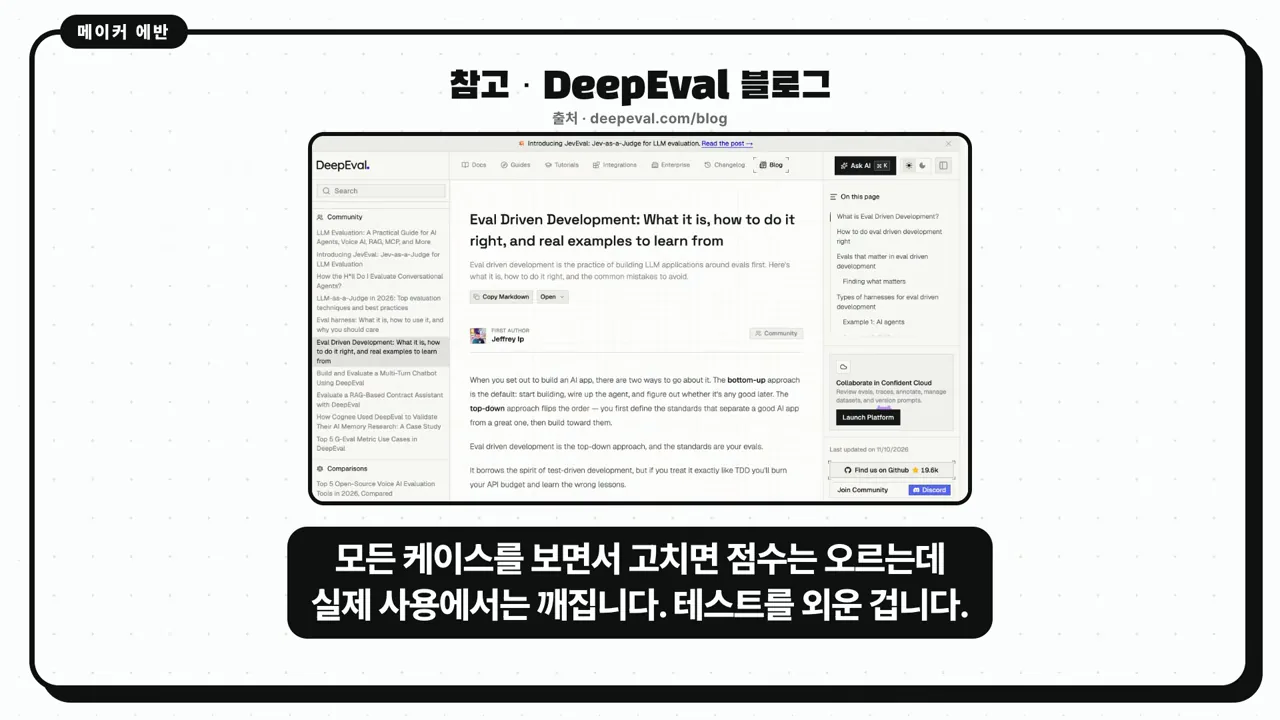 메이커 에반
참고 · DeepEval 블로그
출처 · deepeval.com/blog
Introducing JevEval: Jev-as-a-Judge for LLM evaluation. Read the post →
DeepEval.
Docs
Guides
Tutorials
Integrations
Enterprise
Changelog
Blog
Ask AI
⌘ K
Search
Community
LLM Evaluation: A Practical Guide for AI
Agents, Voice AI, RAG, MCP, and More
Introducing JevEval: Jev-as-a-Judge for
LLM Evaluation
How the H*ll Do I Evaluate Conversational
Agents?
LLM-as-a-Judge in 2026: Top evaluation
techniques and best practices
Eval harness: What it is, how to use it, and
why you should care
Eval Driven Development: What it is, how
to do it right, and real examples to learn
from
Build and Evaluate a Multi-Turn Chatbot
Using DeepEval
Evaluate a RAG-Based Contract Assistant
with DeepEval
How Cognee Used DeepEval to Validate
Their AI Memory Research: A Case Study
Top 5 G-Eval Metric Use Cases in
DeepEval
Comparisons
Top 5 Open-Source Voice AI Evaluation
Tools in 2026, Compared
Eval Driven Development: What it is, how to do it
right, and real examples to learn from
Eval driven development is the practice of building LLM applications around evals first. Here's
what it is, how to do it right, and the common mistakes to avoid.
Copy Markdown
Open
FIRST AUTHOR
Jeffrey Ip
Community
When you set out to build an AI app, there are two ways to go about it. The bottom-up approach
is the default: start building, wire up the agent, and figure out whether it's any good later. The
top-down approach flips the order — you first define the standards that separate a good AI app
from a great one, then build toward them.
Eval driven development is the top-down approach, and the standards are your evals.
It borrows the spirit of test-driven development, but if you treat it exactly like TDD you'll burn
your API budget and learn the wrong lessons.
On this page
What is Eval Driven Development?
How to do eval driven development
right
Evals that matter in eval driven
development
Finding what matters
Types of harnesses for eval driven
development
Example 1: AI agents
Collaborate in Confident Cloud
Review evals, traces, annotate, manage
datasets, and version prompts.
Launch Platform
Last updated on 11/10/2026
Find us on Github ⭐ 19.6k
Join Community
Discord
모든 케이스를 보면서 고치면 점수는 오르는데
실제 사용에서는 깨집니다. 테스트를 외운 겁니다.